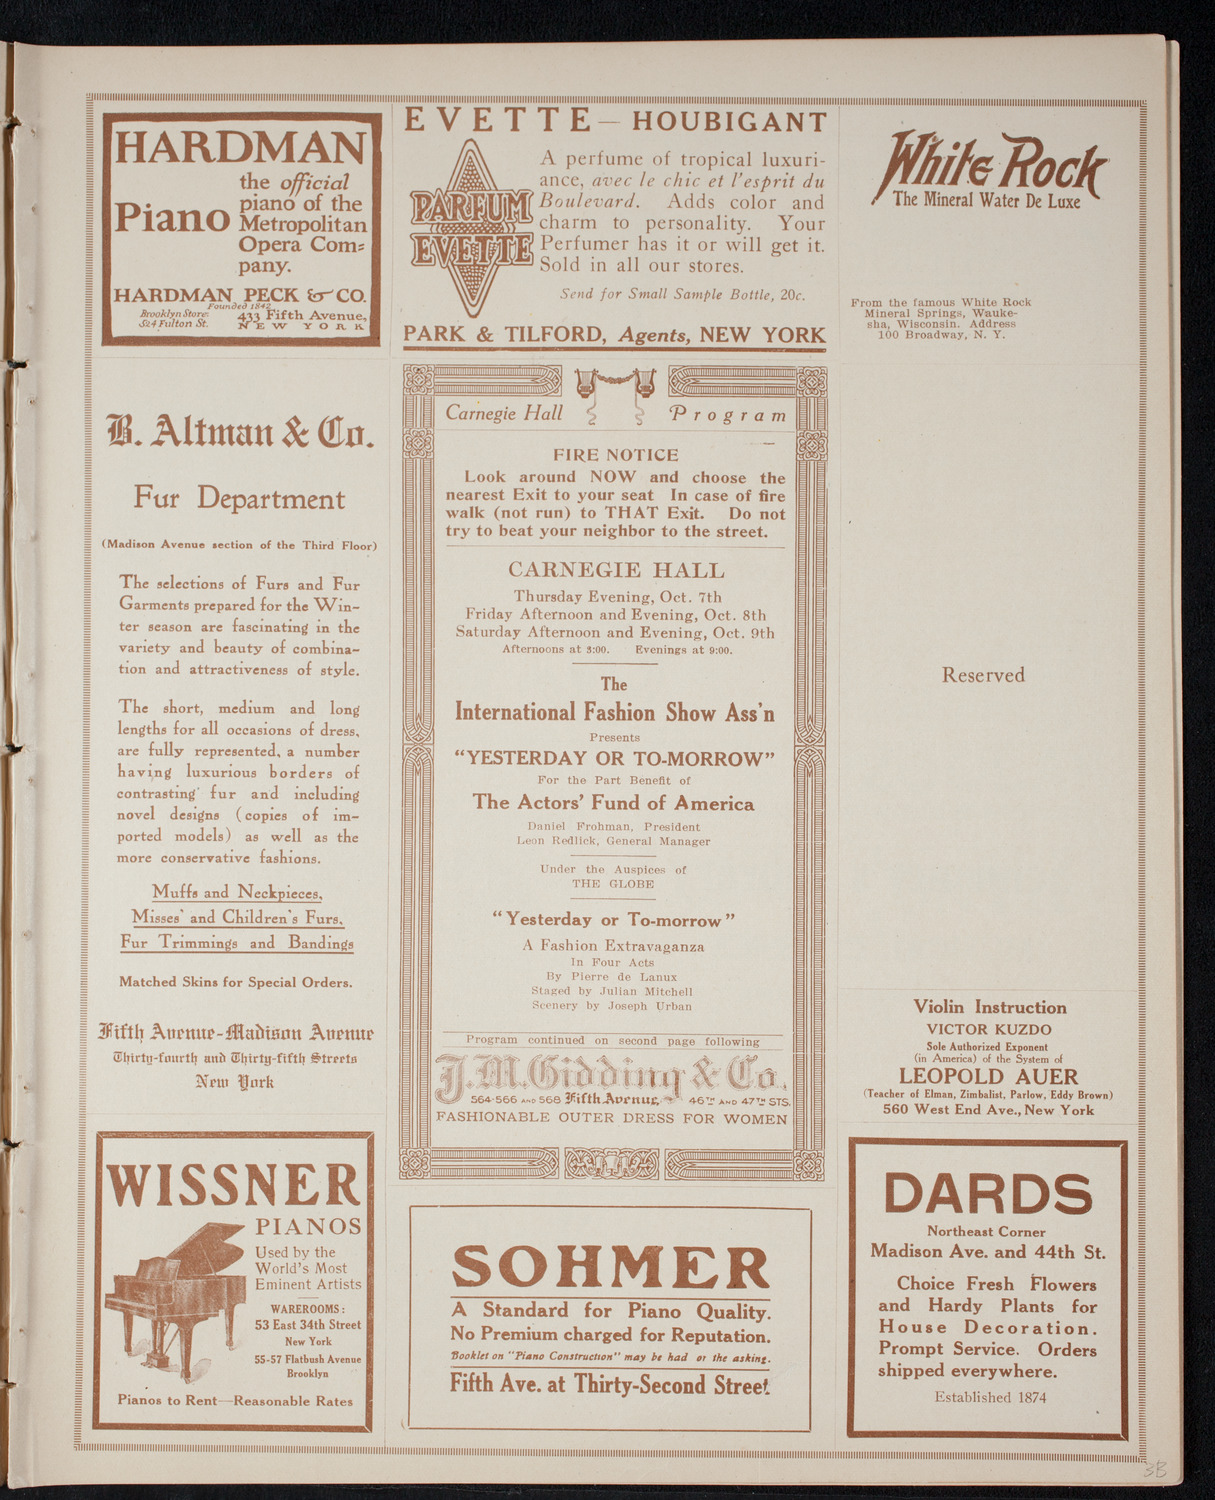 HARDMAN
Piano
the official
piano of the
Metropolitan
Opera Com=
pany.
HARDMAN, PECK & CO.
Founded 1842
Brooklyn Store:
524 Fulton St.
433 Fifth Avenue,
NEW YORK
B. Altman & Co.
Fur Department
(Madison Avenue section of the Third Floor)
The selections of Furs and Fur
Garments prepared for the Win-
ter season are fascinating in the
variety and beauty of combina-
tion and attractiveness of style.
The short, medium and long
lengths for all occasions of dress,
are fully represented, a number
having luxurious borders of
contrasting fur and including
novel designs (copies of im-
ported models) as well as the
more conservative fashions.
Muffs and Neckpieces,
Misses' and Children's Furs,
Fur Trimmings and Bandings
Matched Skins for Special Orders.
Fifth Avenue-Madison Avenue
Thirty-fourth and Thirty-fifth Streets
New York
WISSNER
PIANOS
Used by the
World's Most
Eminent Artists
WAREROOMS:
53 East 34th Street
New York
55-57 Flatbush Avenue
Brooklyn
Pianos to Rent—Reasonable Rates
EVETTE—HOUBIGANT
PARFUM
EVETTE
A perfume of tropical luxuri-
ance, avec le chic et l'esprit du
Boulevard. Adds color and
charm to personality. Your
Perfumer has it or will get it.
Sold in all our stores.
Send for Small Sample Bottle, 20c.
PARK & TILFORD, Agents, NEW YORK
Carnegie Hall Program
FIRE NOTICE
Look around NOW and choose the
nearest Exit to your seat In case of fire
walk (not run) to THAT Exit. Do not
try to beat your neighbor to the street.
CARNEGIE HALL
Thursday Evening, Oct. 7th
Friday Afternoon and Evening, Oct. 8th
Saturday Afternoon and Evening, Oct. 9th
Afternoons at 3:00. Evenings at 9:00.
The
International Fashion Show Ass'n
Presents
"YESTERDAY OR TO-MORROW"
For the Part Benefit of
The Actors' Fund of America
Daniel Frohman, President
Leon Redlick, General Manager
Under the Auspices of
THE GLOBE
"Yesterday or To-morrow"
A Fashion Extravaganza
In Four Acts
By Pierre de Lanux
Staged by Julian Mitchell
Scenery by Joseph Urban
Program continued on second page following
J.M. Gidding & Co.
564-566 AND 568 Fifth Avenue, 46TH AND 47TH STS.
FASHIONABLE OUTER DRESS FOR WOMEN
SOHMER
A Standard for Piano Quality.
No Premium charged for Reputation.
Booklet on "Piano Construction" may be had or the asking.
Fifth Ave. at Thirty-Second Street
White Rock
The Mineral Water De Luxe
From the famous White Rock
Mineral Springs, Wauke-
sha, Wisconsin. Address
100 Broadway, N. Y.
Reserved
Violin Instruction
VICTOR KUZDO
Sole Authorized Exponent
(in America) of the System of
LEOPOLD AUER
(Teacher of Elman, Zimbalist, Parlow, Eddy Brown)
560 West End Ave., New York
DARDS
Northeast Corner
Madison Ave. and 44th St.
Choice Fresh Flowers
and Hardy Plants for
House Decoration.
Prompt Service. Orders
shipped everywhere.
Established 1874
3B